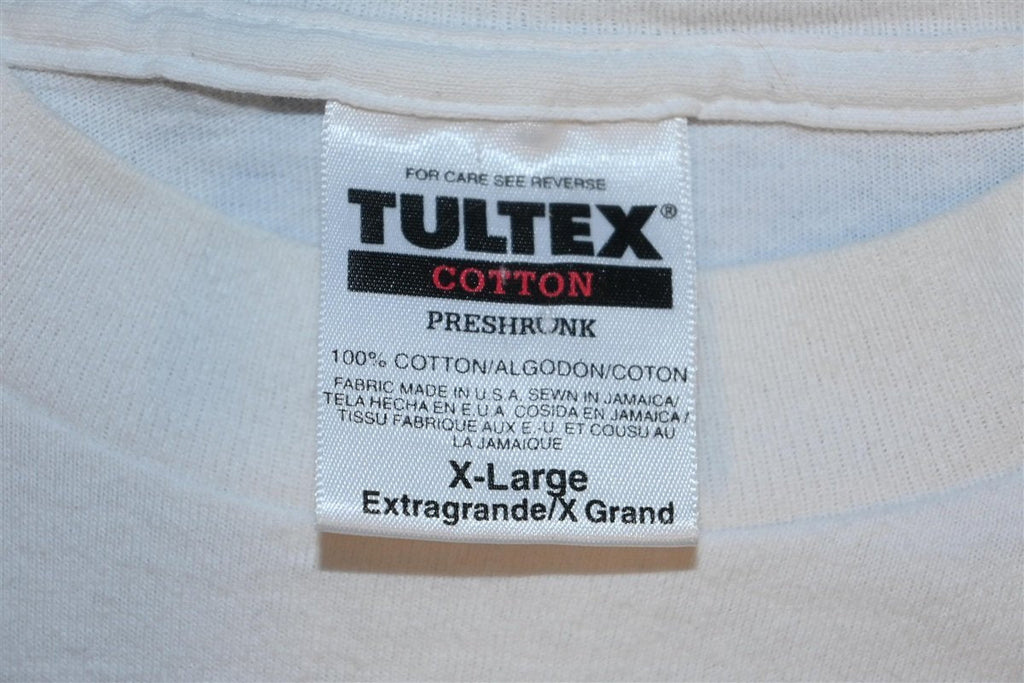 FOR CARE SEE REVERSE
TULTEX®
COTTON
PRESHRUNK
100% COTTON/ALGODÓN/COTON
FABRIC MADE IN U.S.A. SEWN IN JAMAICA/
TELA HECHA EN E.U.A. COSIDA EN JAMAICA/
TISSU FABRIQUE AUX E.-U. ET COUSU AU
LA JAMAIQUE
X-Large
Extragrande/X Grand